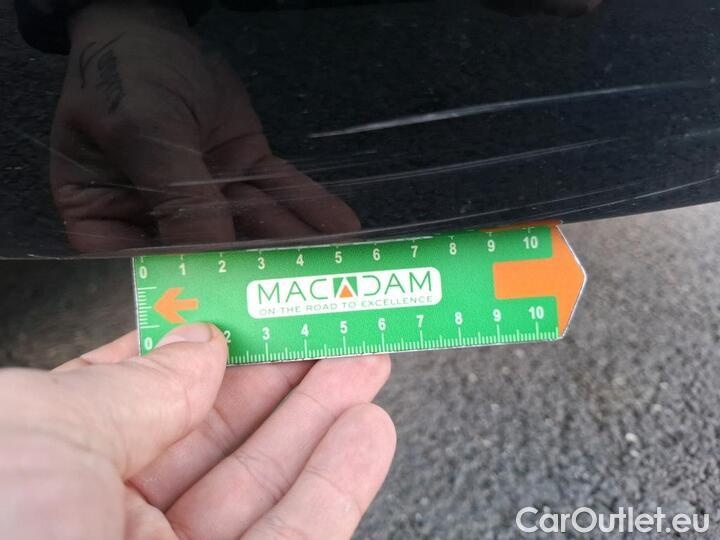 0 1 2 3 4 5 6 7 8 9 10
MACADAM
ON THE ROAD TO EXCELLENCE
0 2 3 4 5 6 7 8 9 10
CarOutlet.eu